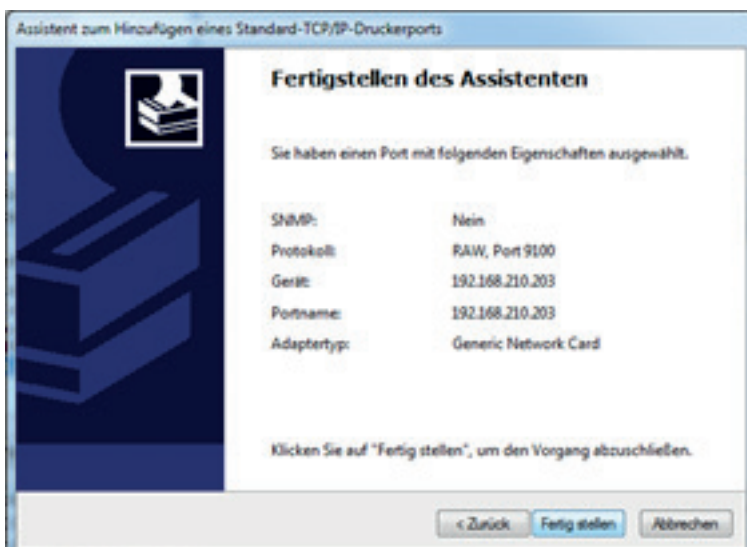 Assistent zum Hinzufügen eines Standard-TCP/IP-Druckerports
Fertigstellen des Assistenten
Sie haben einen Port mit folgenden Eigenschaften ausgewählt.
SNMP: Nein
Protokoll: RAW, Port 9100
Gerät: 192.168.210.203
Portname: 192.168.210.203
Adaptertyp: Generic Network Card
Klicken Sie auf "Fertig stellen", um den Vorgang abzuschließen.
< Zurück Fertig stellen Abbrechen